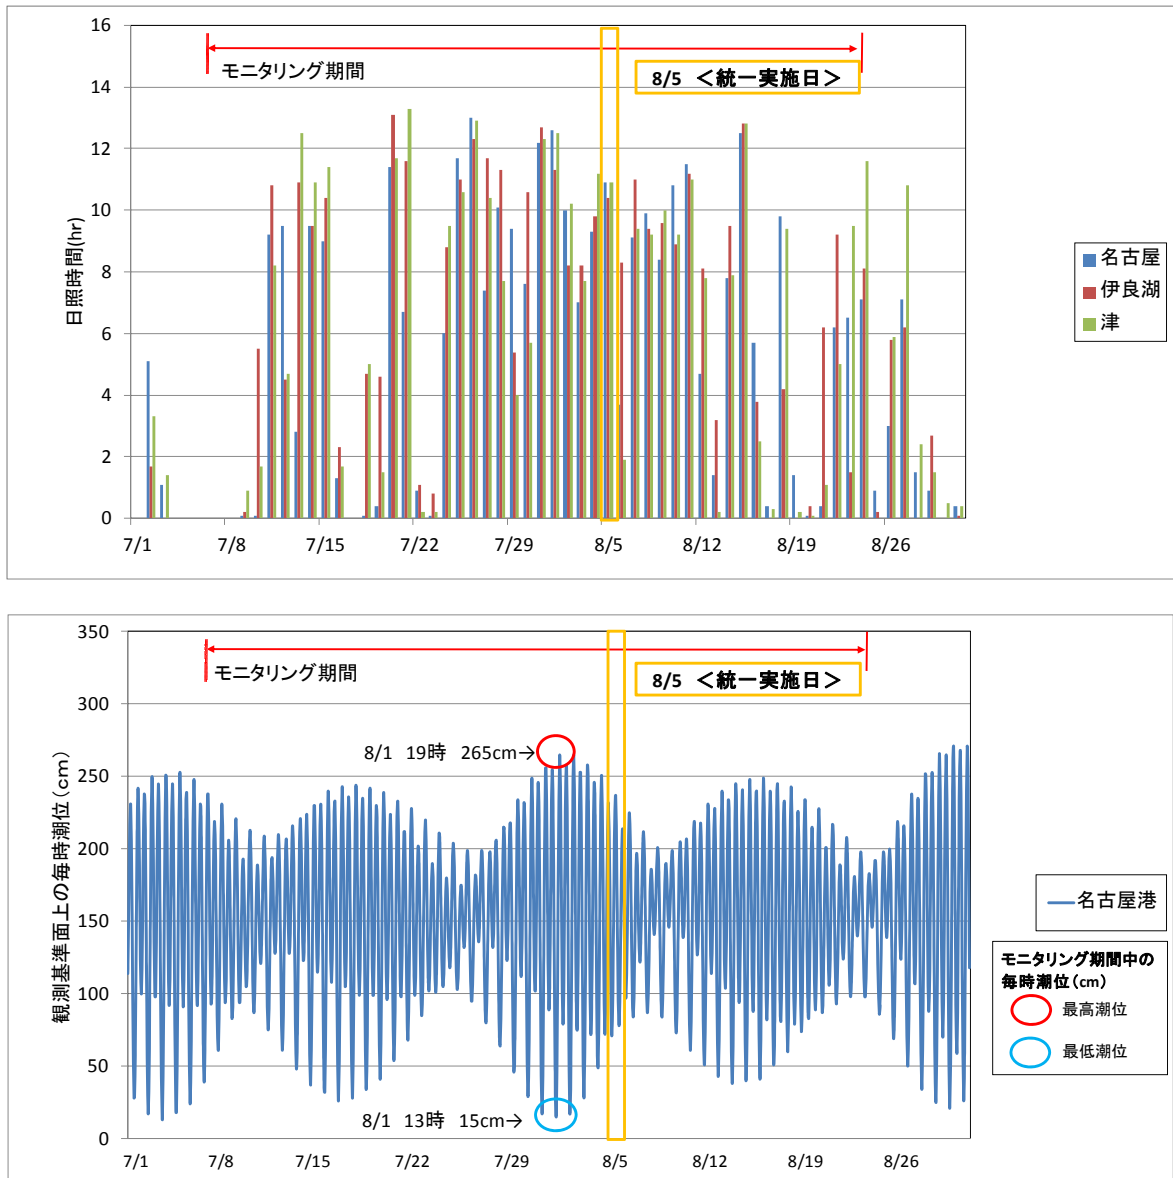 16
14
12
10
8
6
4
2
0
日照時間(hr)
モニタリング期間
8/5 <統一実施日>
7/1 7/8 7/15 7/22 7/29 8/5 8/12 8/19 8/26
名古屋
伊良湖
津
350
300
250
200
150
100
50
0
観測基準面上の毎時潮位(cm)
モニタリング期間
8/5 <統一実施日>
8/1 19時 265cm→
8/1 13時 15cm→
7/1 7/8 7/15 7/22 7/29 8/5 8/12 8/19 8/26
名古屋港
モニタリング期間中の
毎時潮位(cm)
最高潮位
最低潮位